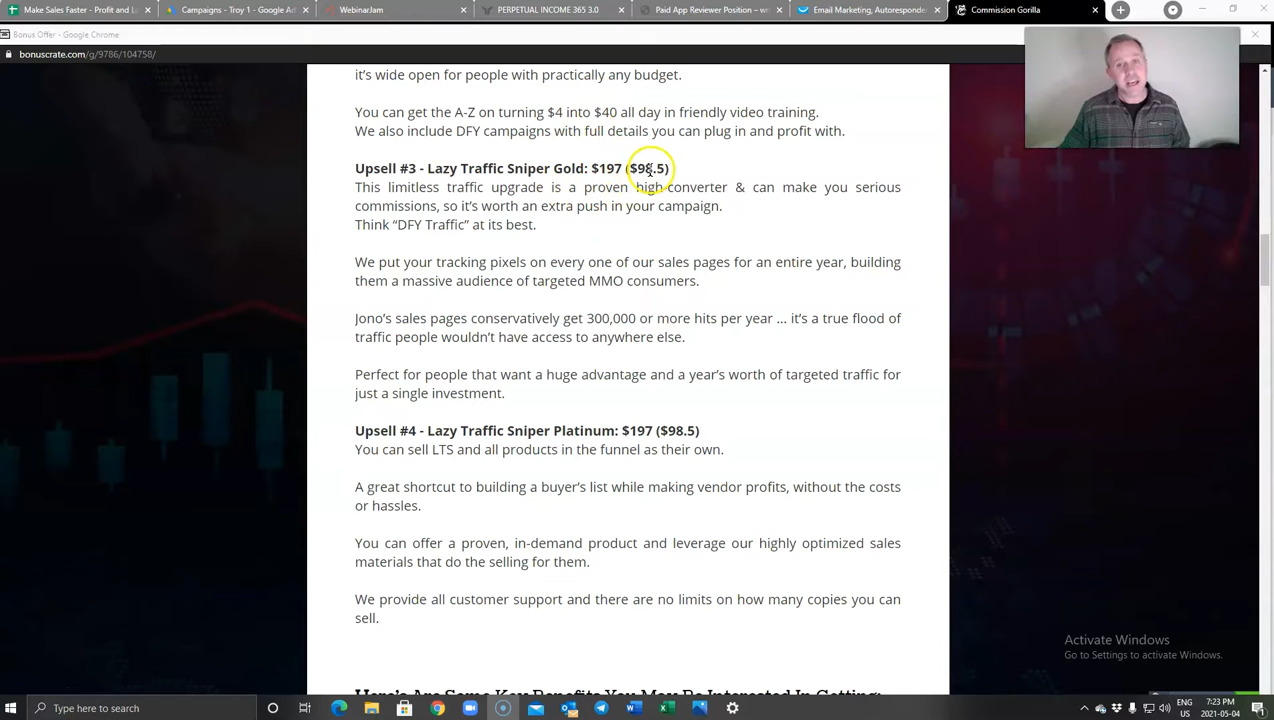 Make Sales Faster - Profit and L
Campaigns - Troy 1 - Google Ad
WebinarJam
PERPETUAL INCOME 365 3.0
Paid App Reviewer Position – w
Email Marketing, Autoresponde
Commission Gorilla
Bonus Offer - Google Chrome
bonuscrate.com/g/9786/104758/
it's wide open for people with practically any budget.
You can get the A-Z on turning $4 into $40 all day in friendly video training.
We also include DFY campaigns with full details you can plug in and profit with.
Upsell #3 - Lazy Traffic Sniper Gold: $197 ($98.5)
This limitless traffic upgrade is a proven high-converter & can make you serious
commissions, so it's worth an extra push in your campaign.
Think “DFY Traffic” at its best.
We put your tracking pixels on every one of our sales pages for an entire year, building
them a massive audience of targeted MMO consumers.
Jono's sales pages conservatively get 300,000 or more hits per year ... it's a true flood of
traffic people wouldn't have access to anywhere else.
Perfect for people that want a huge advantage and a year's worth of targeted traffic for
just a single investment.
Upsell #4 - Lazy Traffic Sniper Platinum: $197 ($98.5)
You can sell LTS and all products in the funnel as their own.
A great shortcut to building a buyer's list while making vendor profits, without the costs
or hassles.
You can offer a proven, in-demand product and leverage our highly optimized sales
materials that do the selling for them.
We provide all customer support and there are no limits on how many copies you can
sell.
Activate Windows
Go to Settings to activate Windows.
Here's Are Some Key Benefits You May Be Interested In Getting:
Type here to search
ENG
US
7:23 PM
2021-05-04